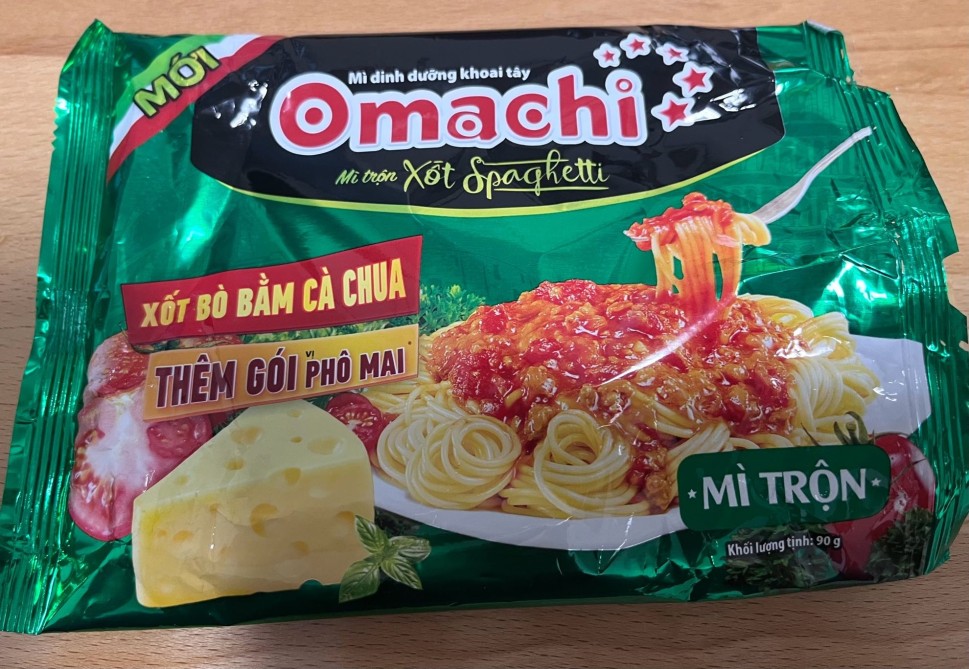 MỚI
Mì dinh dưỡng khoai tây
Omachi
Mì trộn Xốt Spaghetti
XỐT BÒ BẰM CÀ CHUA
THÊM GÓI VỊ PHÔ MAI
MÌ TRỘN
Khối lượng tịnh: 90 g